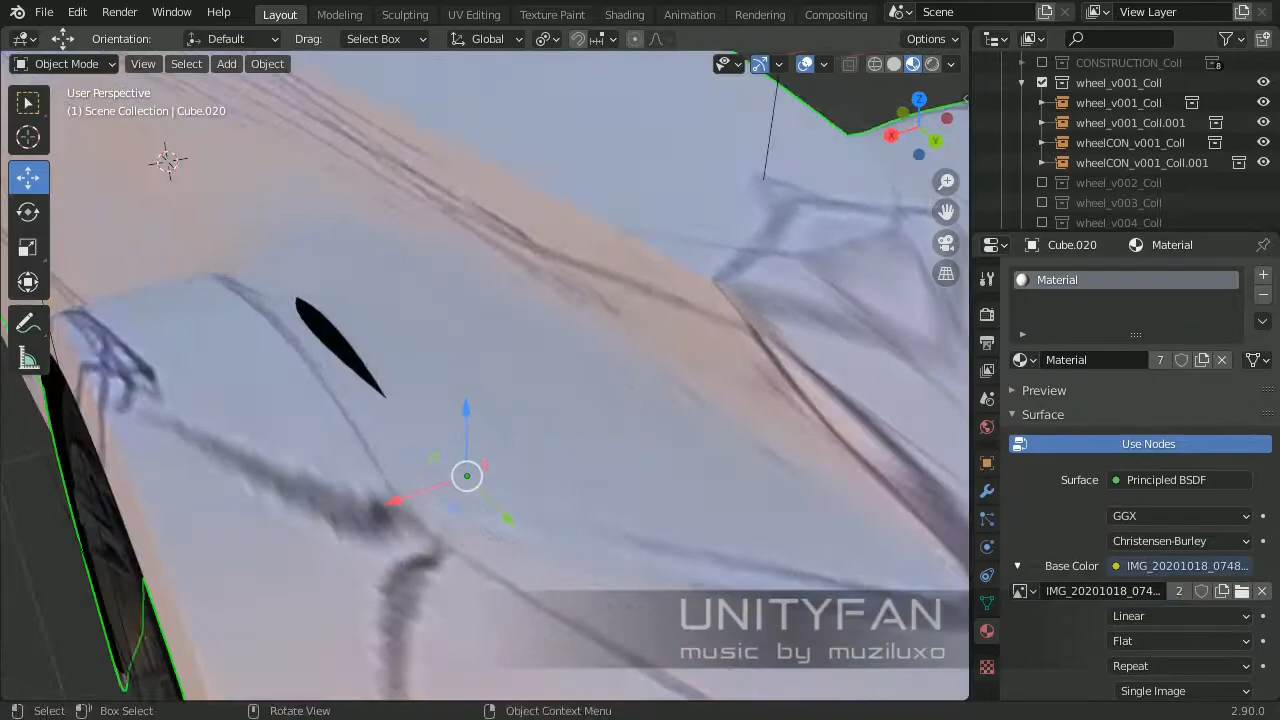 File Edit Render Window Help Layout Modeling Sculpting UV Editing Texture Paint Shading Animation Rendering Compositing Scene View Layer
Orientation: Default Drag: Select Box Global Options
Object Mode View Select Add Object
User Perspective
(1) Scene Collection | Cube.020
Z
X
Y
CONSTRUCTION_Coll 8
wheel_v001_Coll
wheel_v001_Coll
wheel_v001_Coll.001
wheelCON_v001_Coll
wheelCON_v001_Coll.001
wheel_v002_Coll
wheel_v003_Coll
wheel_v004_Coll
Cube.020 Material
Material
Material 7
Preview
Surface
Use Nodes
Surface Principled BSDF
GGX
Christensen-Burley
Base Color IMG_20201018_0748...
IMG_20201018_074... 2
Linear
Flat
Repeat
Single Image
UNITYFAN
music by muziluxo
Select Box Select Rotate View Object Context Menu 2.90.0